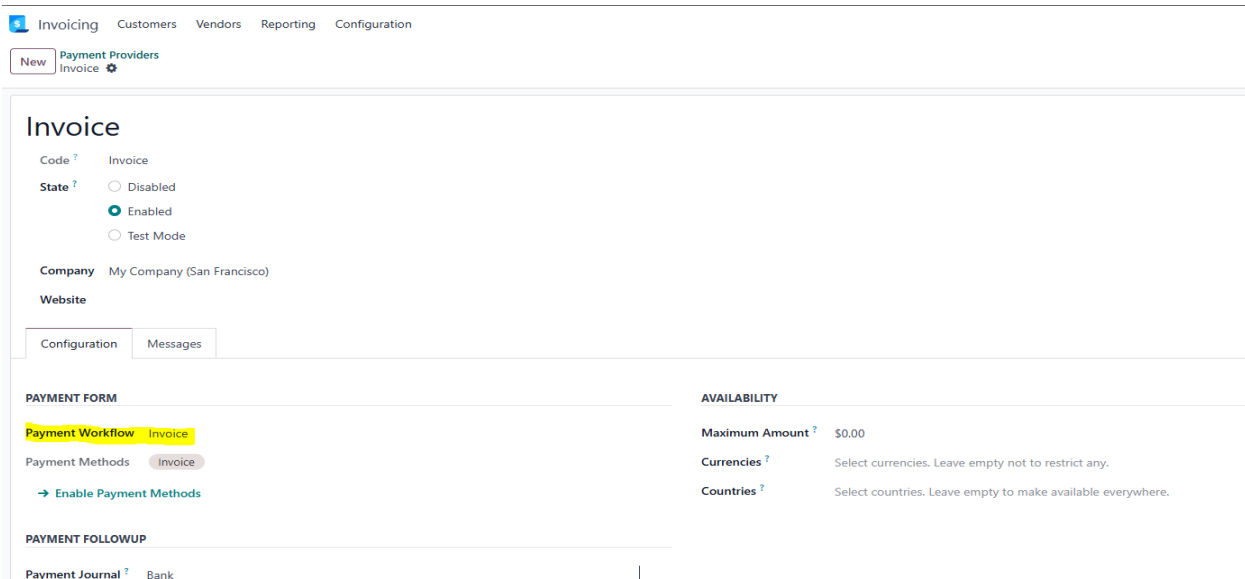 Invoicing Customers Vendors Reporting Configuration
New Payment Providers
Invoice
Invoice
Code ? Invoice
State ? Disabled
Enabled
Test Mode
Company My Company (San Francisco)
Website
Configuration Messages
PAYMENT FORM
Payment Workflow Invoice
Payment Methods Invoice
→ Enable Payment Methods
PAYMENT FOLLOWUP
Payment Journal ? Bank
AVAILABILITY
Maximum Amount ? $0.00
Currencies ? Select currencies. Leave empty not to restrict any.
Countries ? Select countries. Leave empty to make available everywhere.